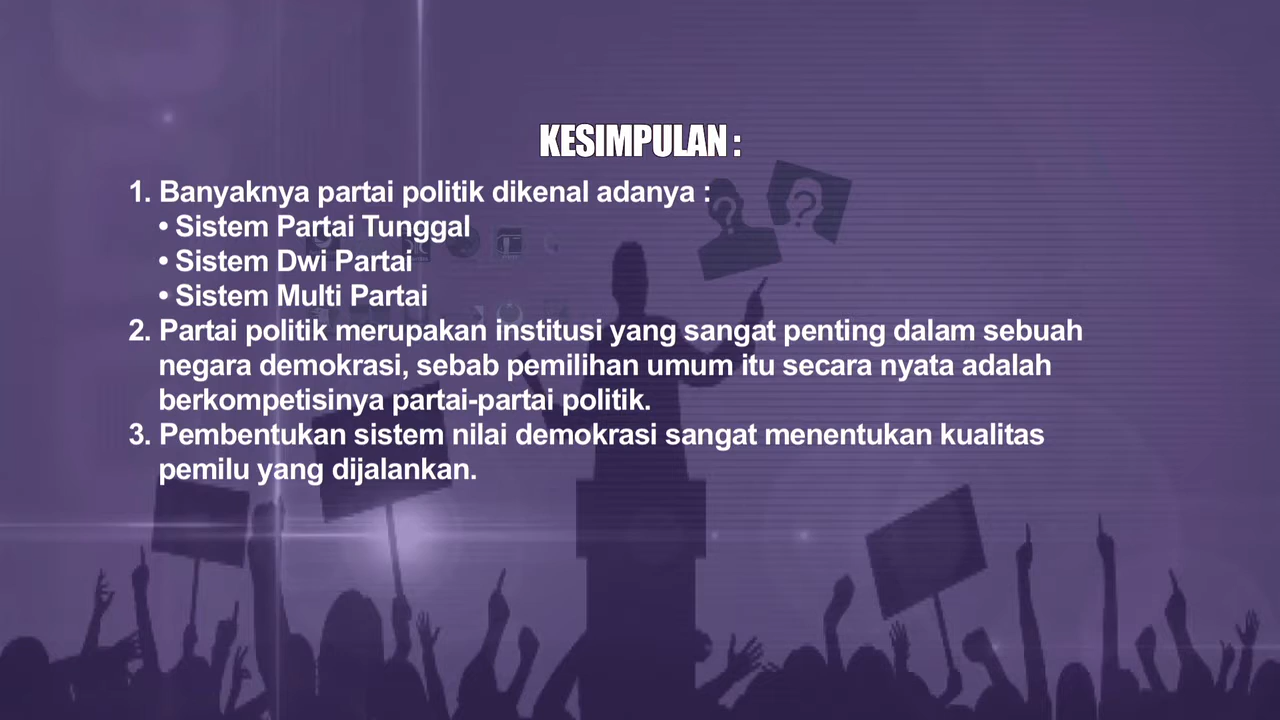 KESIMPULAN :
1. Banyaknya partai politik dikenal adanya :
• Sistem Partai Tunggal
• Sistem Dwi Partai
• Sistem Multi Partai
2. Partai politik merupakan institusi yang sangat penting dalam sebuah
negara demokrasi, sebab pemilihan umum itu secara nyata adalah
berkompetisinya partai-partai politik.
3. Pembentukan sistem nilai demokrasi sangat menentukan kualitas
pemilu yang dijalankan.
? ?